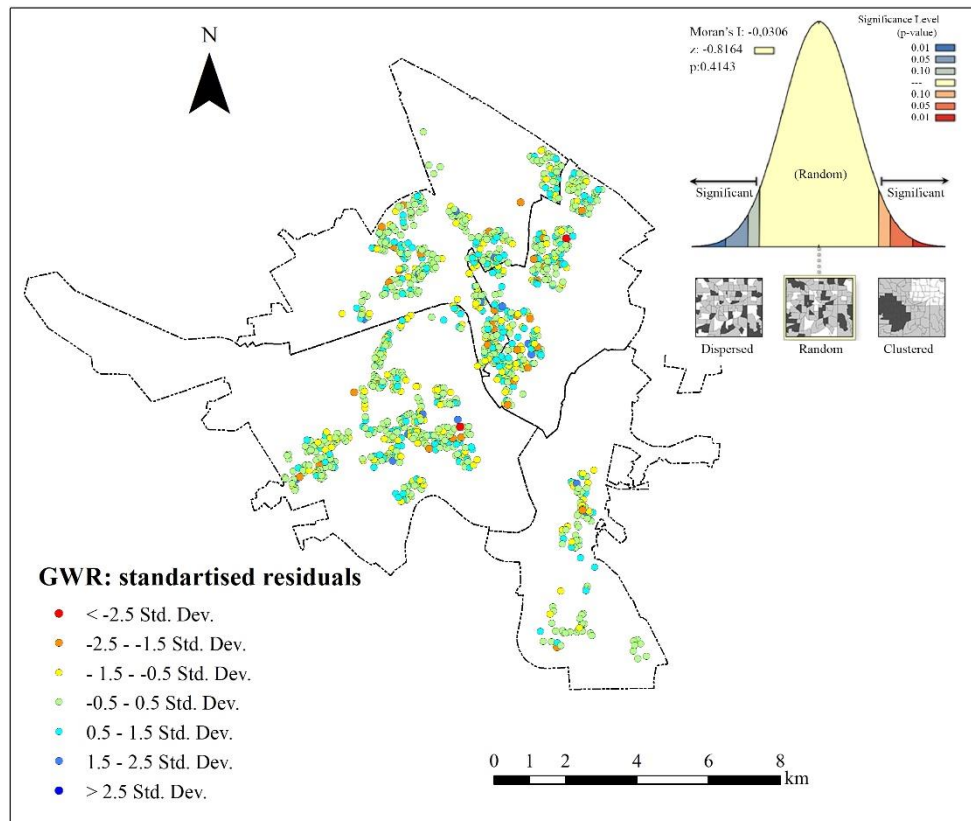 N
Moran's I: -0,0306
z: -0.8164
p:0.4143
Significance Level
(p-value)
0.01
0.05
0.10
---
0.10
0.05
0.01
(Random)
Significant
Significant
Dispersed
Random
Clustered
GWR: standartised residuals
< -2.5 Std. Dev.
-2.5 - -1.5 Std. Dev.
- 1.5 - -0.5 Std. Dev.
-0.5 - 0.5 Std. Dev.
0.5 - 1.5 Std. Dev.
1.5 - 2.5 Std. Dev.
> 2.5 Std. Dev.
0 1 2 4 6 8
km